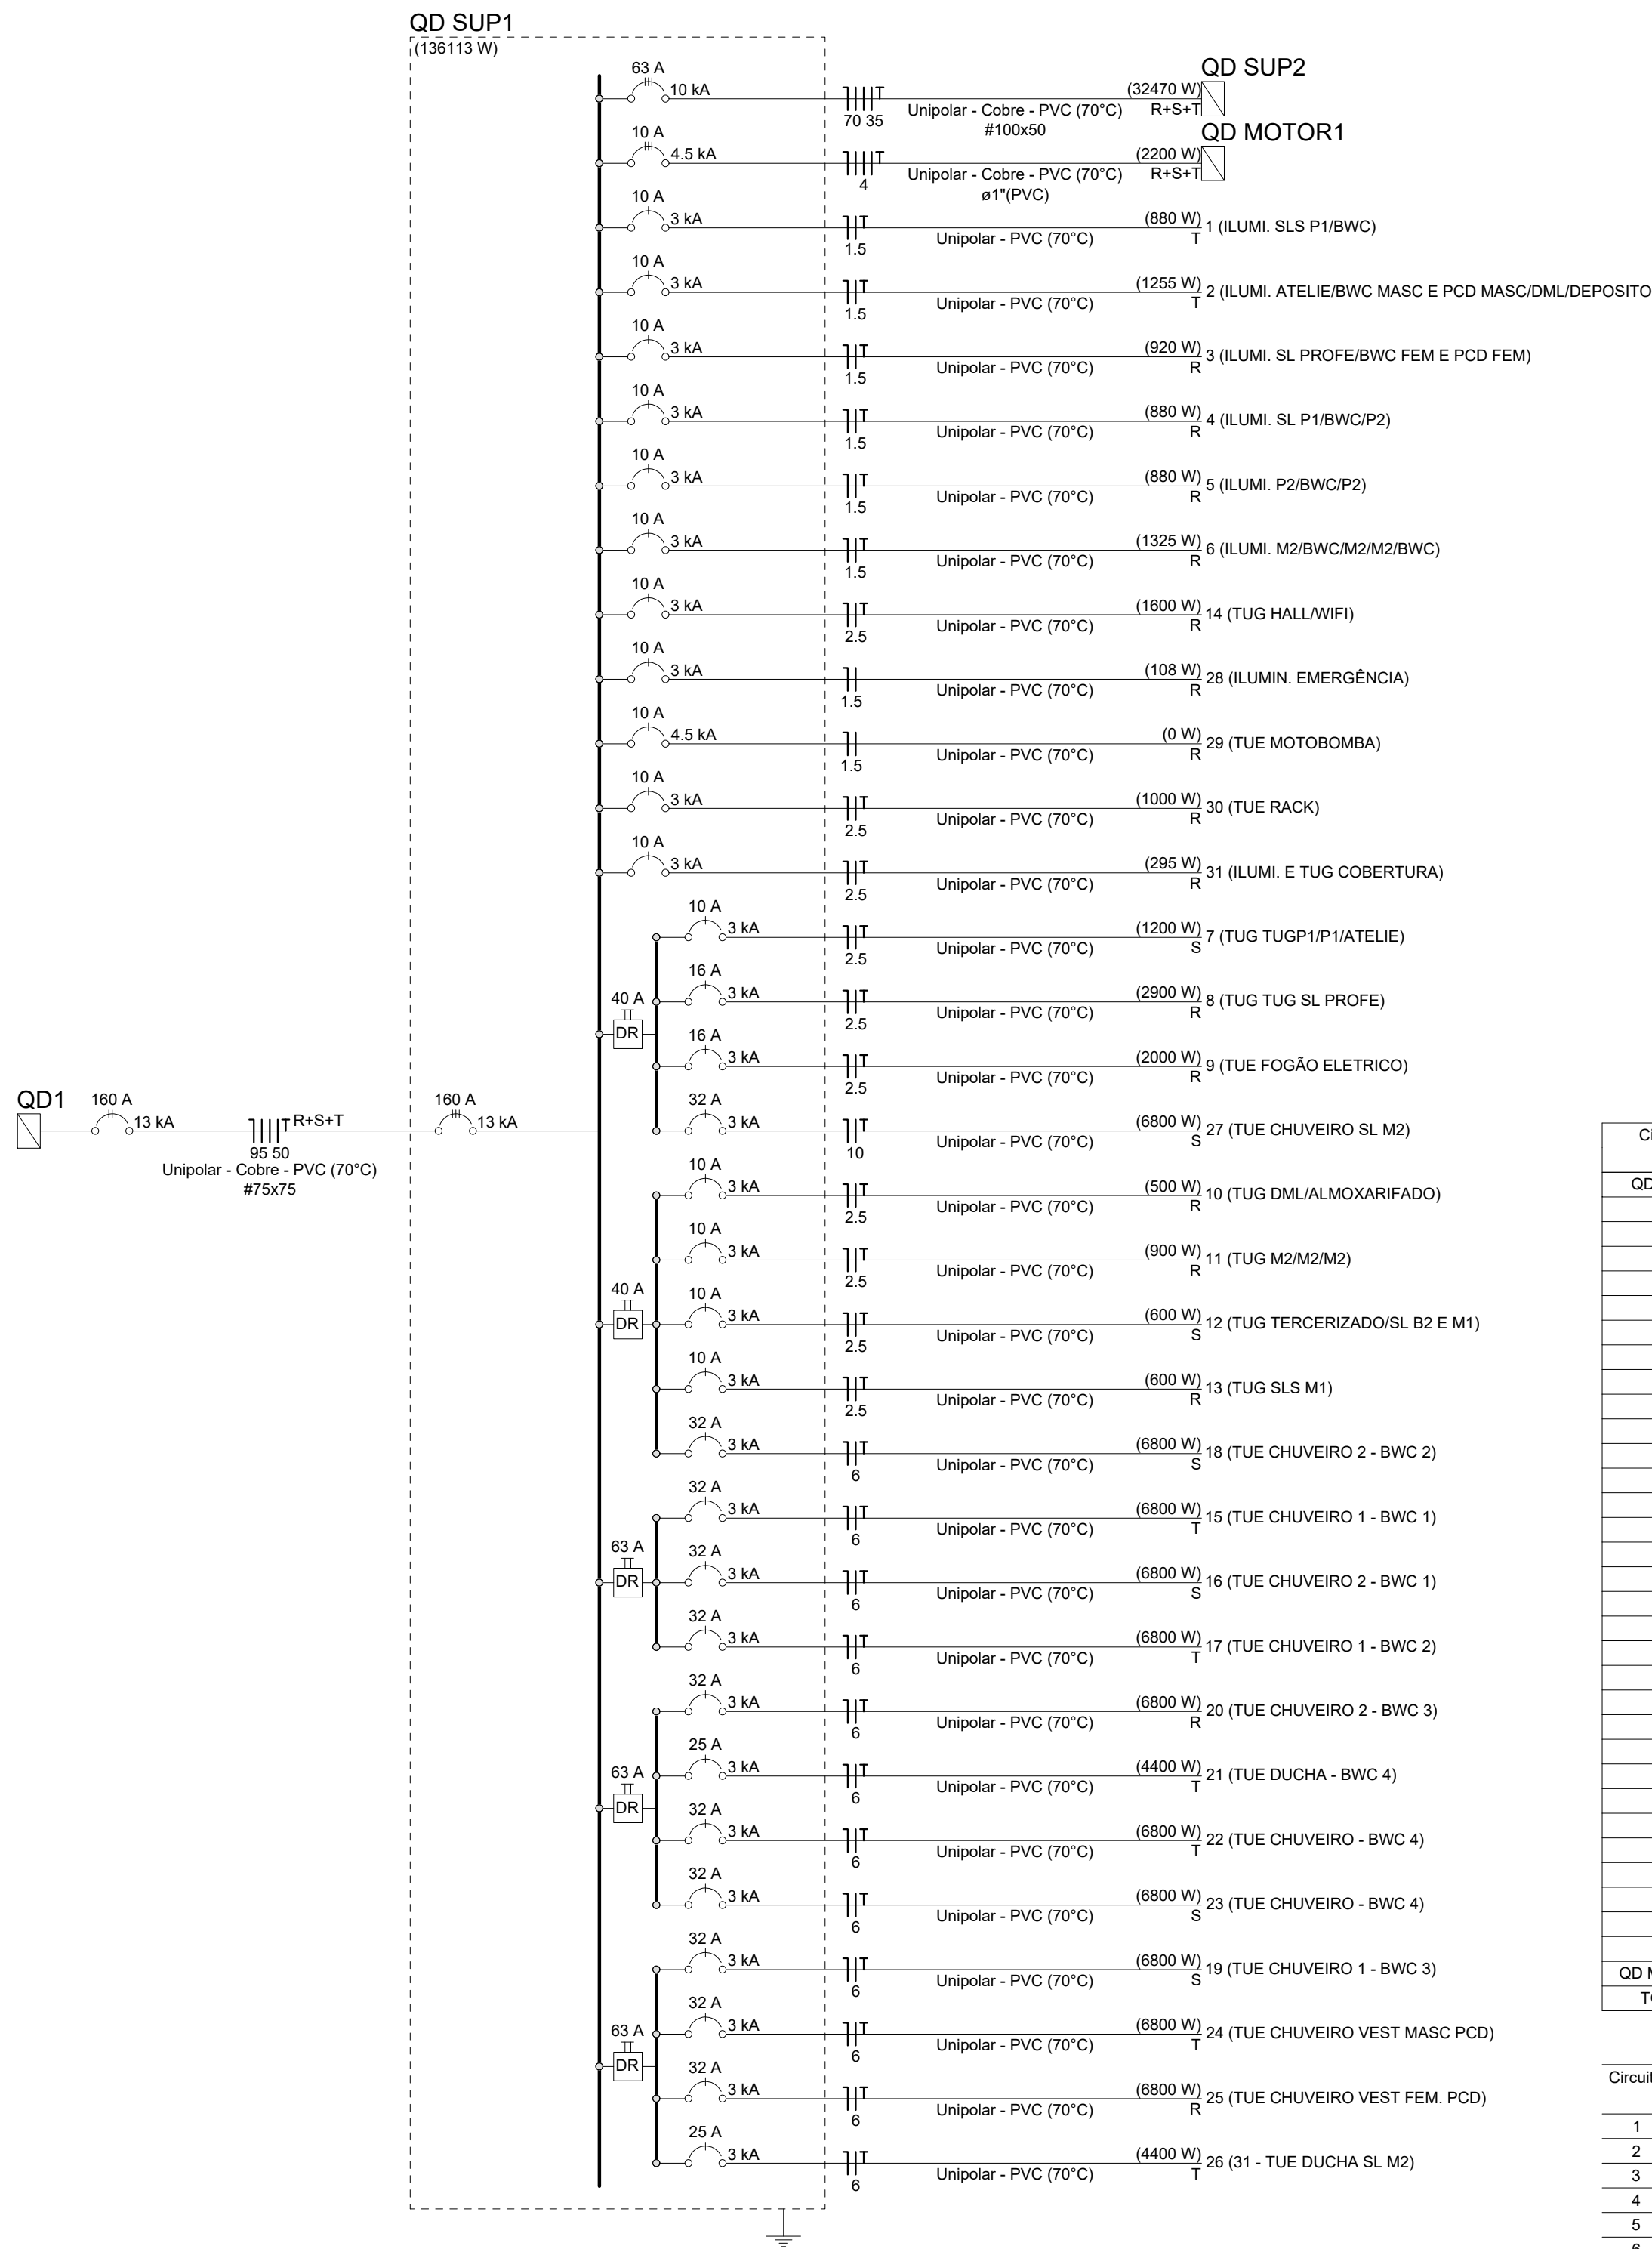 QD SUP1
(136113 W)
63 A
10 kA
70 35
Unipolar - Cobre - PVC (70°C)
#100x50
(32470 W)
R+S+T
QD SUP2
10 A
4.5 kA
4
Unipolar - Cobre - PVC (70°C)
ø1"(PVC)
(2200 W)
R+S+T
QD MOTOR1
10 A
3 kA
1.5
Unipolar - PVC (70°C)
(880 W)
T
1 (ILUMI. SLS P1/BWC)
10 A
3 kA
1.5
Unipolar - PVC (70°C)
(1255 W)
T
2 (ILUMI. ATELIE/BWC MASC E PCD MASC/DML/DEPOSITO
10 A
3 kA
1.5
Unipolar - PVC (70°C)
(920 W)
R
3 (ILUMI. SL PROFE/BWC FEM E PCD FEM)
10 A
3 kA
1.5
Unipolar - PVC (70°C)
(880 W)
R
4 (ILUMI. SL P1/BWC/P2)
10 A
3 kA
1.5
Unipolar - PVC (70°C)
(880 W)
R
5 (ILUMI. P2/BWC/P2)
10 A
3 kA
1.5
Unipolar - PVC (70°C)
(1325 W)
R
6 (ILUMI. M2/BWC/M2/M2/BWC)
10 A
3 kA
2.5
Unipolar - PVC (70°C)
(1600 W)
R
14 (TUG HALL/WIFI)
10 A
3 kA
1.5
Unipolar - PVC (70°C)
(108 W)
R
28 (ILUMIN. EMERGÊNCIA)
10 A
4.5 kA
1.5
Unipolar - PVC (70°C)
(0 W)
R
29 (TUE MOTOBOMBA)
10 A
3 kA
2.5
Unipolar - PVC (70°C)
(1000 W)
R
30 (TUE RACK)
10 A
3 kA
2.5
Unipolar - PVC (70°C)
(295 W)
R
31 (ILUMI. E TUG COBERTURA)
40 A
DR
10 A
3 kA
2.5
Unipolar - PVC (70°C)
(1200 W)
S
7 (TUG TUGP1/P1/ATELIE)
16 A
3 kA
2.5
Unipolar - PVC (70°C)
(2900 W)
R
8 (TUG TUG SL PROFE)
16 A
3 kA
2.5
Unipolar - PVC (70°C)
(2000 W)
R
9 (TUE FOGÃO ELETRICO)
32 A
3 kA
10
Unipolar - PVC (70°C)
(6800 W)
S
27 (TUE CHUVEIRO SL M2)
QD1
160 A
13 kA
R+S+T
95 50
Unipolar - Cobre - PVC (70°C)
#75x75
160 A
13 kA
40 A
DR
10 A
3 kA
2.5
Unipolar - PVC (70°C)
(500 W)
R
10 (TUG DML/ALMOXARIFADO)
10 A
3 kA
2.5
Unipolar - PVC (70°C)
(900 W)
R
11 (TUG M2/M2/M2)
10 A
3 kA
2.5
Unipolar - PVC (70°C)
(600 W)
S
12 (TUG TERCERIZADO/SL B2 E M1)
10 A
3 kA
2.5
Unipolar - PVC (70°C)
(600 W)
R
13 (TUG SLS M1)
32 A
3 kA
6
Unipolar - PVC (70°C)
(6800 W)
S
18 (TUE CHUVEIRO 2 - BWC 2)
63 A
DR
32 A
3 kA
6
Unipolar - PVC (70°C)
(6800 W)
T
15 (TUE CHUVEIRO 1 - BWC 1)
32 A
3 kA
6
Unipolar - PVC (70°C)
(6800 W)
S
16 (TUE CHUVEIRO 2 - BWC 1)
32 A
3 kA
6
Unipolar - PVC (70°C)
(6800 W)
T
17 (TUE CHUVEIRO 1 - BWC 2)
63 A
DR
32 A
3 kA
6
Unipolar - PVC (70°C)
(6800 W)
R
20 (TUE CHUVEIRO 2 - BWC 3)
25 A
3 kA
6
Unipolar - PVC (70°C)
(4400 W)
T
21 (TUE DUCHA - BWC 4)
32 A
3 kA
6
Unipolar - PVC (70°C)
(6800 W)
T
22 (TUE CHUVEIRO - BWC 4)
32 A
3 kA
6
Unipolar - PVC (70°C)
(6800 W)
S
23 (TUE CHUVEIRO - BWC 4)
63 A
DR
32 A
3 kA
6
Unipolar - PVC (70°C)
(6800 W)
S
19 (TUE CHUVEIRO 1 - BWC 3)
32 A
3 kA
6
Unipolar - PVC (70°C)
(6800 W)
T
24 (TUE CHUVEIRO VEST MASC PCD)
32 A
3 kA
6
Unipolar - PVC (70°C)
(6800 W)
R
25 (TUE CHUVEIRO VEST FEM. PCD)
25 A
3 kA
6
Unipolar - PVC (70°C)
(4400 W)
T
26 (31 - TUE DUCHA SL M2)
QD
QD M
Circuit
1
2
3
4
5